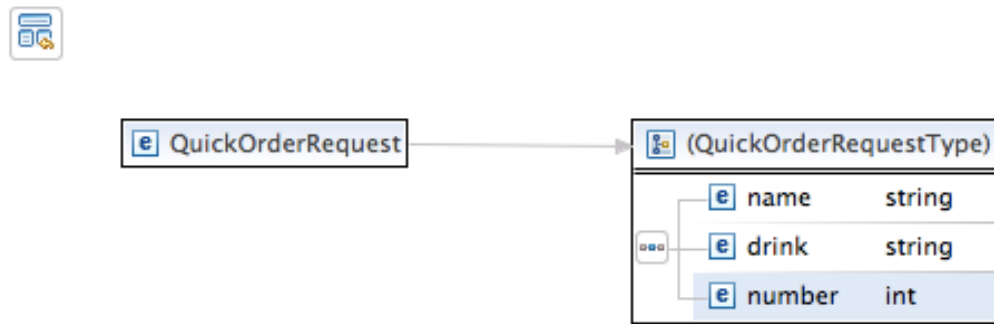 e QuickOrderRequest
(QuickOrderRequestType)
e name string
e drink string
e number int